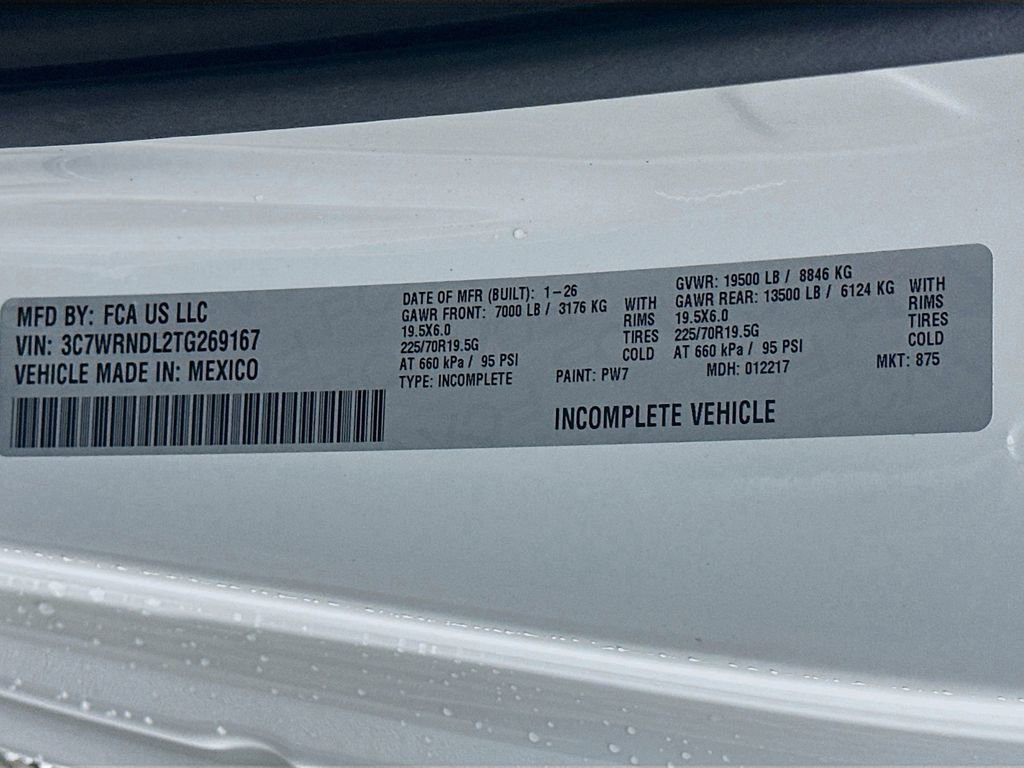 MFD BY: FCA US LLC
VIN: 3C7WRNDL2TG269167
VEHICLE MADE IN: MEXICO
DATE OF MFR (BUILT): 1-26
GAWR FRONT: 7000 LB / 3176 KG WITH
19.5X6.0 RIMS
225/70R19.5G TIRES
AT 660 kPa / 95 PSI COLD
TYPE: INCOMPLETE PAINT: PW7
GVWR: 19500 LB / 8846 KG
GAWR REAR: 13500 LB / 6124 KG WITH
19.5X6.0 RIMS
225/70R19.5G TIRES
AT 660 kPa / 95 PSI COLD
MDH: 012217 MKT: 875
INCOMPLETE VEHICLE